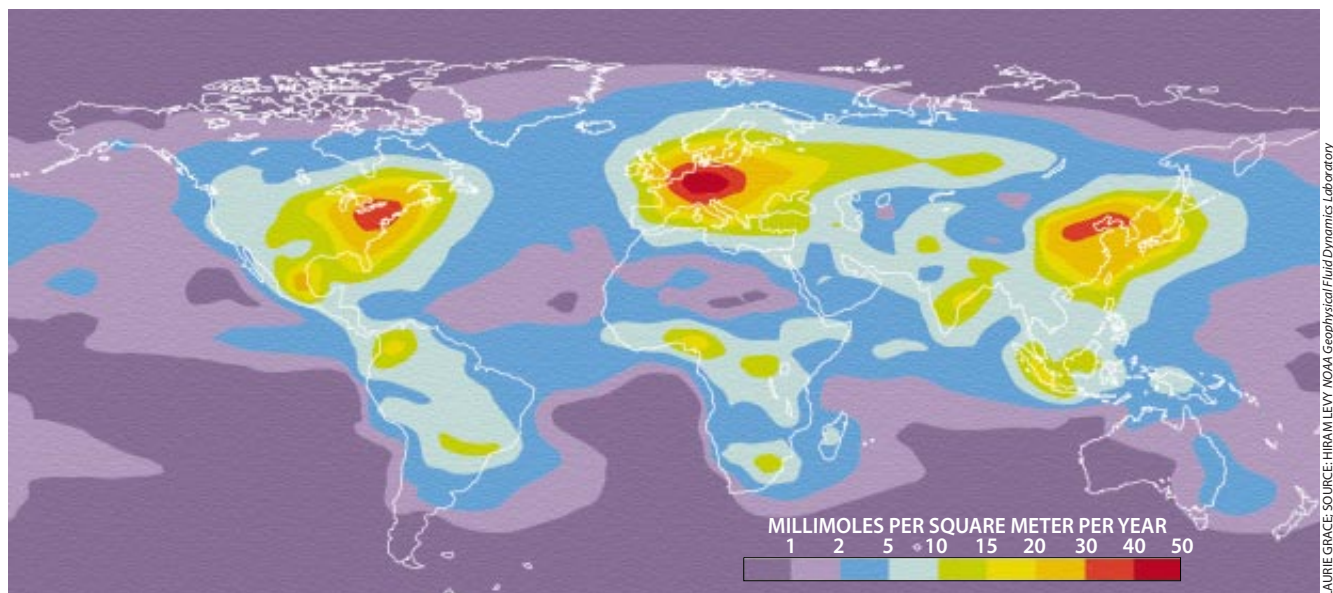 MILLIMOLES PER SQUARE METER PER YEAR
1 2 5 10 15 20 30 40 50
LAURIE GRACE; SOURCE: HIRAM LEVY NOAA Geophysical Fluid Dynamics Laboratory